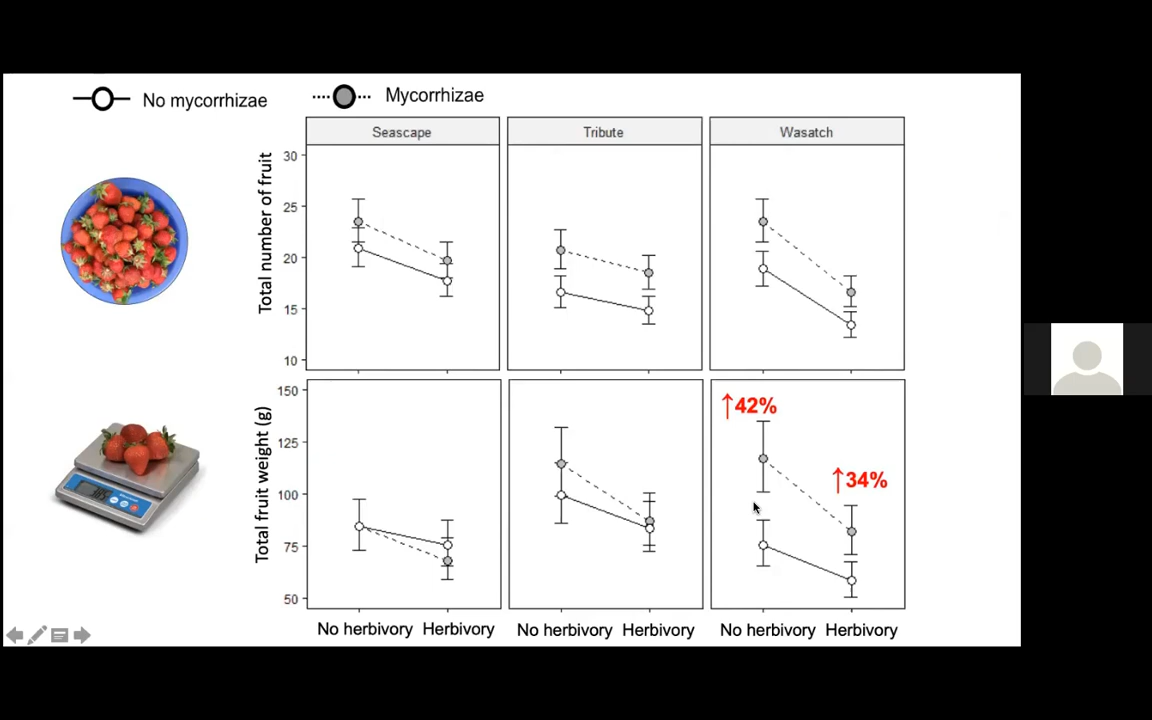 No mycorrhizae
Mycorrhizae
Seascape
Tribute
Wasatch
Total number of fruit
30
25
20
15
10
Total fruit weight (g)
150
125
100
75
50
↑42%
↑34%
No herbivory Herbivory
No herbivory Herbivory
No herbivory Herbivory